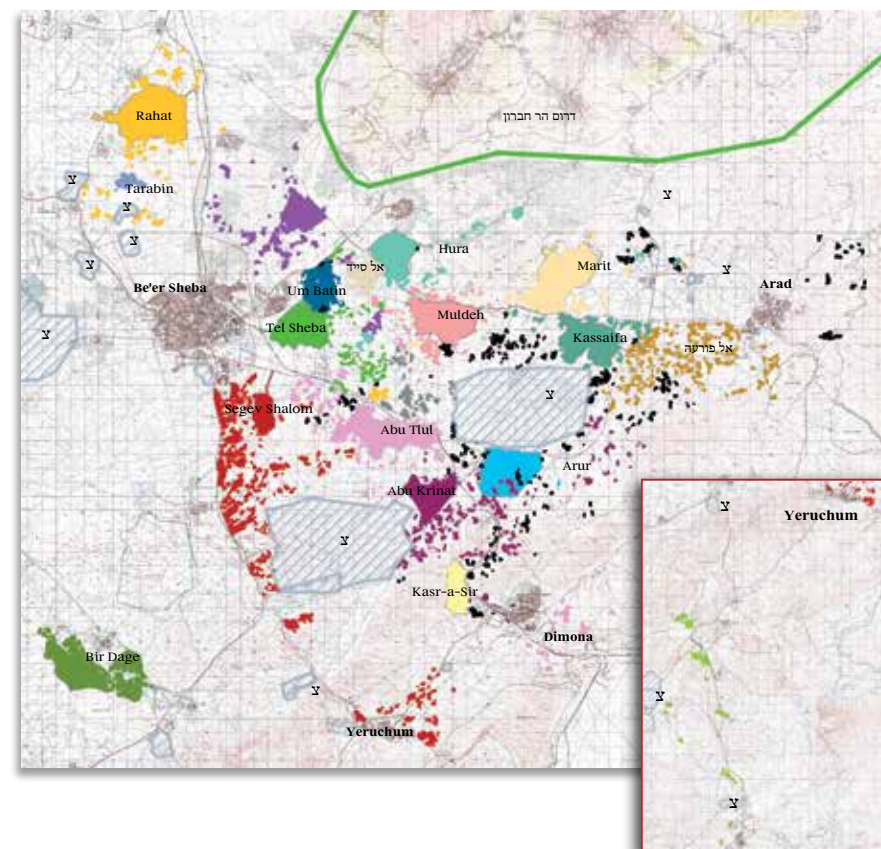 Rahat
דרום הר חברון
צ
Tarabin
צ
צ
צ
צ
Hura
אל סייד
Marit
צ
Be'er Sheba
Um Batin
Arad
Tel Sheba
Muldeh
Kassaifa
אל פורעה
צ
צ
Segev Shalom
Abu Tlul
Arur
Abu Krinat
צ
Kasr-a-Sir
Dimona
Bir Dage
צ
Yeruchum
צ
Yeruchum
צ
צ